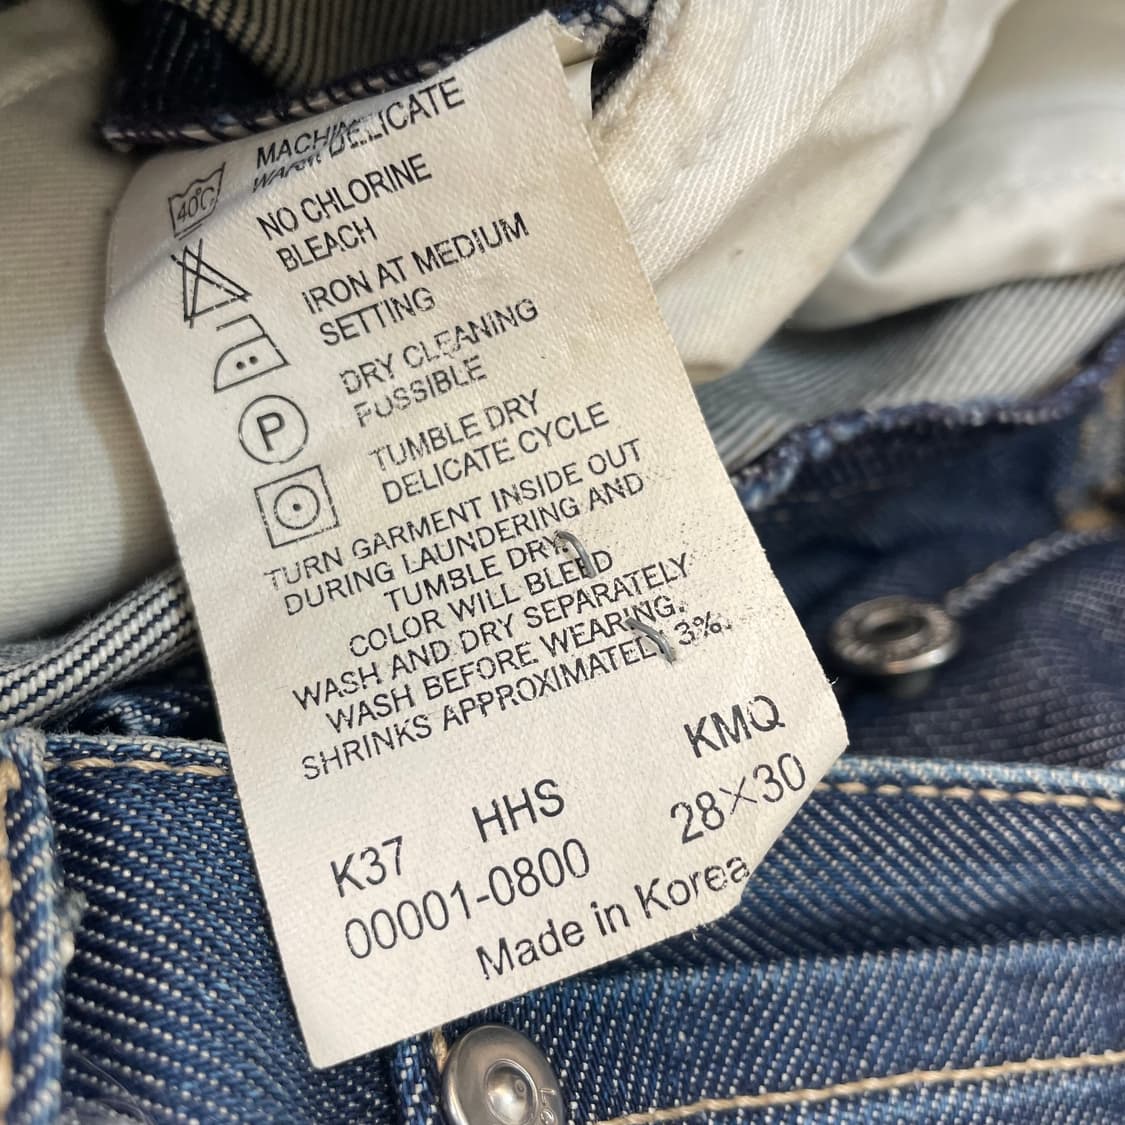 40°C
MACHINE DELICATE
WARM
NO CHLORINE
BLEACH
IRON AT MEDIUM
SETTING
P
DRY CLEANING
POSSIBLE
TUMBLE DRY
DELICATE CYCLE
TURN GARMENT INSIDE OUT
DURING LAUNDERING AND
TUMBLE DRY.
COLOR WILL BLEED
WASH AND DRY SEPARATELY
WASH BEFORE WEARING.
SHRINKS APPROXIMATELY 3%.
KMQ
K37 HHS 28×30
00001-0800
Made in Korea